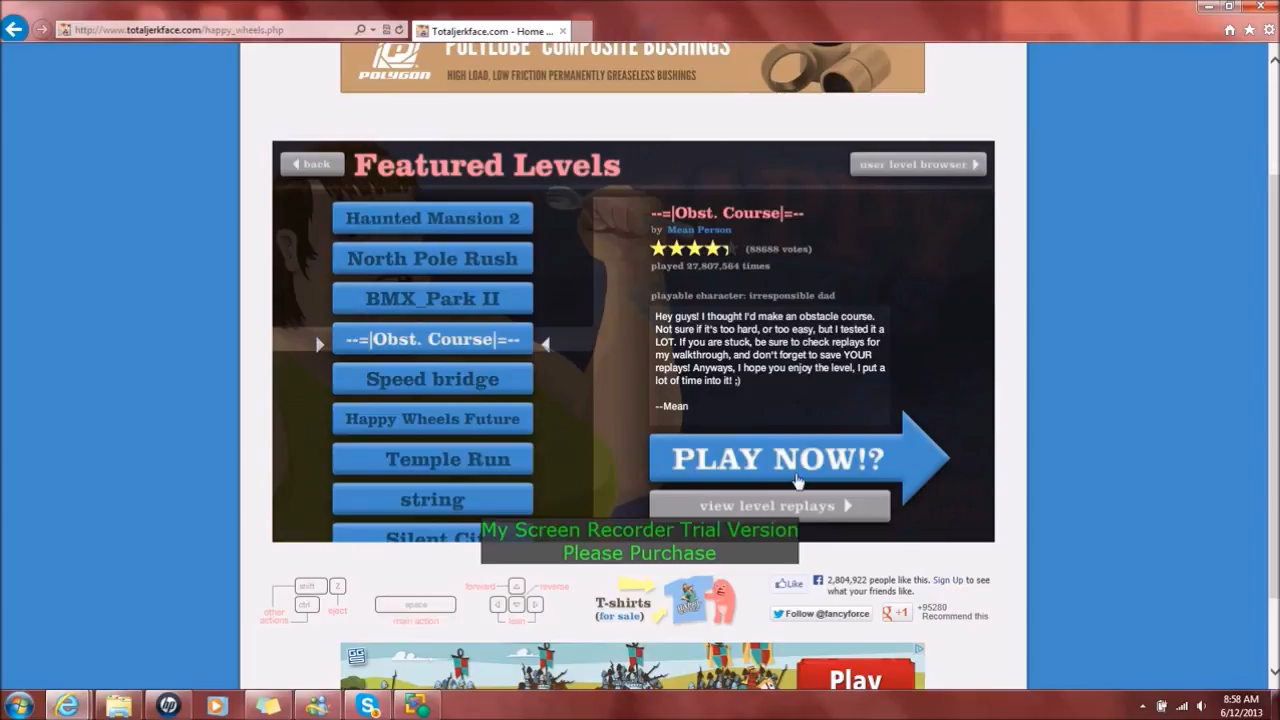 http://www.totaljerkface.com/happy_wheels.php
Totaljerkface.com - Home ...
POLYGON
POLYLUBE® COMPOSITE BUSHINGS
HIGH LOAD, LOW FRICTION PERMANENTLY GREASELESS BUSHINGS
back
Featured Levels
user level browser
Haunted Mansion 2
North Pole Rush
BMX_Park II
--=|Obst. Course|=--
Speed bridge
Happy Wheels Future
Temple Run
string
Silent Ci
--=|Obst. Course|=--
by Mean Person
(88688 votes)
played 27,807,564 times
playable character: irresponsible dad
Hey guys! I thought I'd make an obstacle course.
Not sure if it's too hard, or too easy, but I tested it a
LOT. If you are stuck, be sure to check replays for
my walkthrough, and don't forget to save YOUR
replays! Anyways, I hope you enjoy the level, I put a
lot of time into it! ;)
--Mean
PLAY NOW!?
view level replays
My Screen Recorder Trial Version
Please Purchase
shift
Z
ctrl
eject
other
actions
space
main action
forward
reverse
lean
T-shirts
(for sale)
Like
2,804,922 people like this. Sign Up to see
what your friends like.
Follow @fancyforce
+1
+95280
Recommend this
Play
8:58 AM
6/12/2013